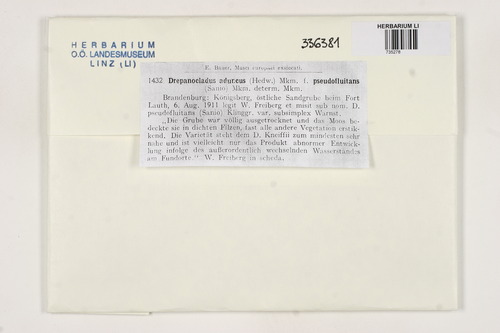 HERBARIUM
O.Ö. LANDESMUSEUM
LINZ (LI)
336381
HERBARIUM LI
E. Bauer, Musci europaei exsiccati.
1432 Drepanocladus aduncus (Hedw.) Mkm. f. pseudofluitans
(Sanio) Mkm. determ. Mkm.
Brandenburg: Königsberg, östliche Sandgrube beim Fort
Lauth, 6. Aug. 1911 legit W. Freiberg et misit sub nom. D.
pseudofluitans (Sanio) Klinggr. var. subsimplex Warnst.
„Die Grube war völlig ausgetrocknet und das Moos be-
deckte sie in dichten Filzen, fast alle andere Vegetation erstik-
kend. Die Varietät steht dem D. Kneiffii zum mindesten sehr
nahe und ist vielleicht nur das Produkt abnormer Entwick-
lung infolge des außerordentlich wechselnden Wasserstandes
am Fundorte." W. Freiberg in scheda.